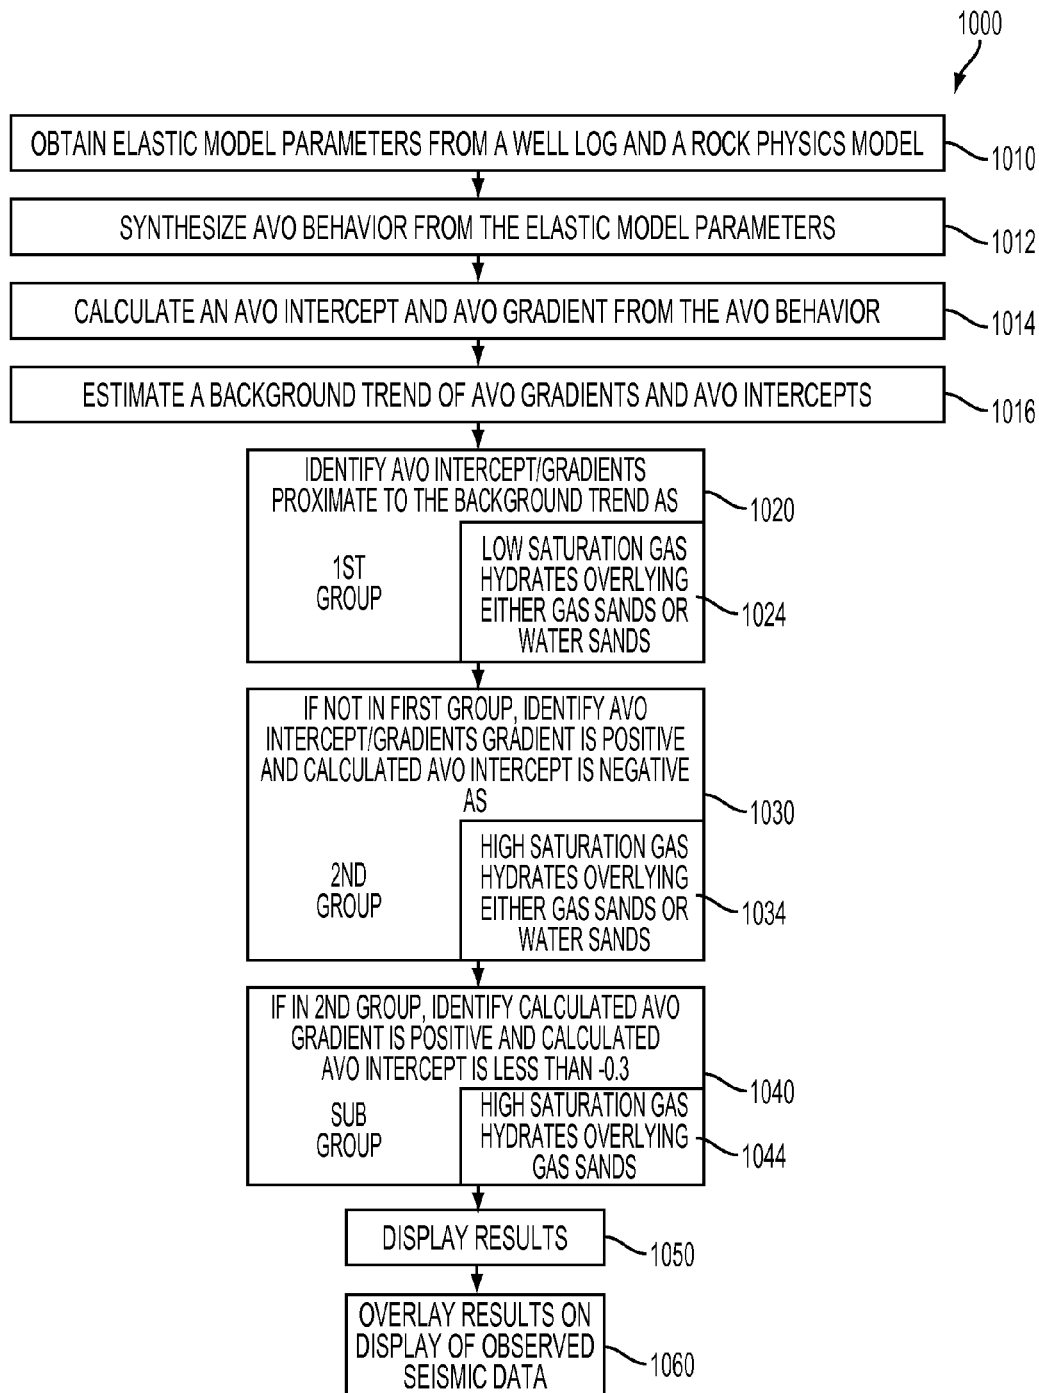 1000
OBTAIN ELASTIC MODEL PARAMETERS FROM A WELL LOG AND A ROCK PHYSICS MODEL
1010
SYNTHESIZE AVO BEHAVIOR FROM THE ELASTIC MODEL PARAMETERS
1012
CALCULATE AN AVO INTERCEPT AND AVO GRADIENT FROM THE AVO BEHAVIOR
1014
ESTIMATE A BACKGROUND TREND OF AVO GRADIENTS AND AVO INTERCEPTS
1016
IDENTIFY AVO INTERCEPT/GRADIENTS
PROXIMATE TO THE BACKGROUND TREND AS
1020
1ST
GROUP
LOW SATURATION GAS
HYDRATES OVERLYING
EITHER GAS SANDS OR
WATER SANDS
1024
IF NOT IN FIRST GROUP, IDENTIFY AVO
INTERCEPT/GRADIENTS GRADIENT IS POSITIVE
AND CALCULATED AVO INTERCEPT IS NEGATIVE
AS
1030
2ND
GROUP
HIGH SATURATION GAS
HYDRATES OVERLYING
EITHER GAS SANDS OR
WATER SANDS
1034
IF IN 2ND GROUP, IDENTIFY CALCULATED AVO
GRADIENT IS POSITIVE AND CALCULATED
AVO INTERCEPT IS LESS THAN -0.3
1040
SUB
GROUP
HIGH SATURATION GAS
HYDRATES OVERLYING
GAS SANDS
1044
DISPLAY RESULTS
1050
OVERLAY RESULTS ON
DISPLAY OF OBSERVED
SEISMIC DATA
1060